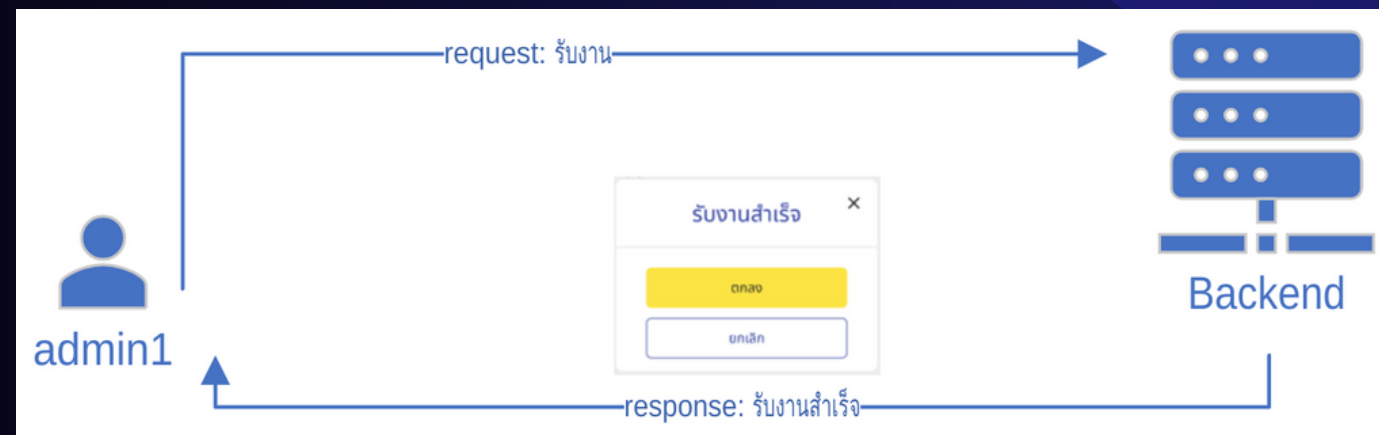 request: รับงาน
รับงานสำเร็จ
ตกลง
ยกเลิก
Backend
admin1
response: รับงานสำเร็จ